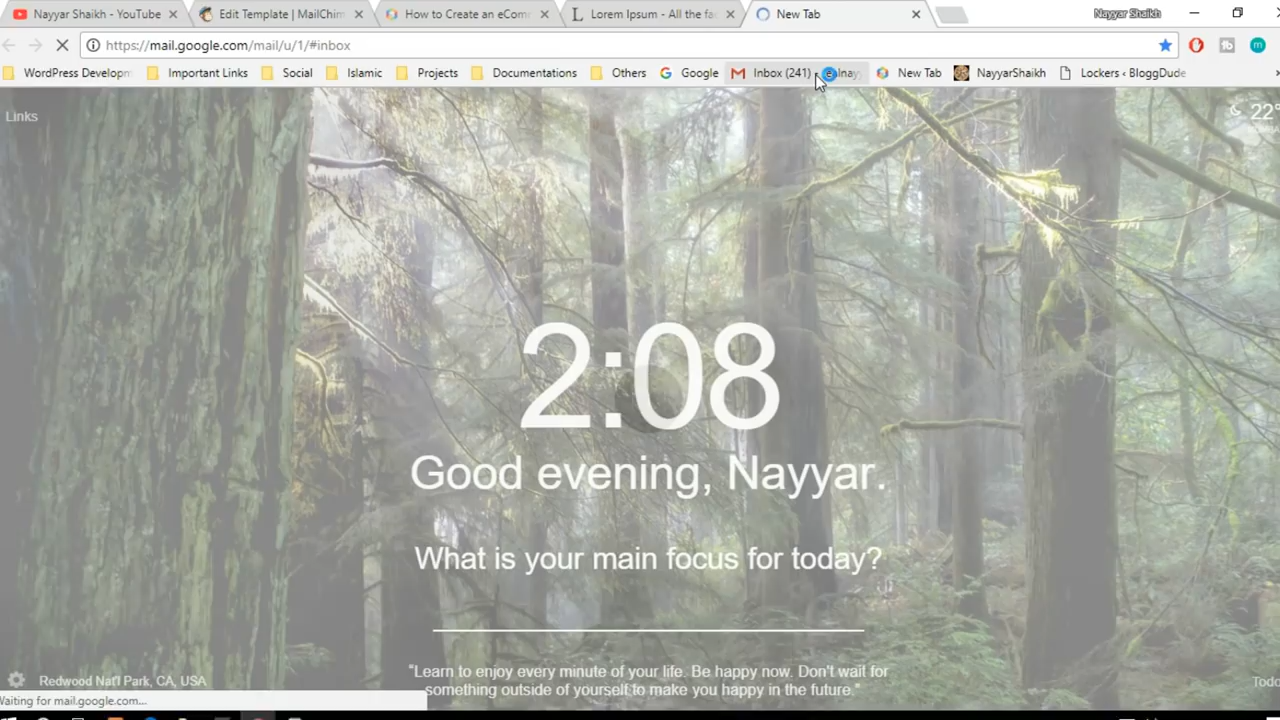 Nayyar Shaikh - YouTube
Edit Template | MailChim
How to Create an eComm
Lorem Ipsum - All the fa
New Tab
Nayyar Shaikh
https://mail.google.com/mail/u/1/#inbox
WordPress Developm
Important Links
Social
Islamic
Projects
Documentations
Others
Google
Inbox (241)
New Tab
NayyarShaikh
Lockers ‹ BloggDude
Links
22°
2:08
Good evening, Nayyar.
What is your main focus for today?
“Learn to enjoy every minute of your life. Be happy now. Don't wait for
something outside of yourself to make you happy in the future.”
Redwood Nat'l Park, CA, USA
Todo
Waiting for mail.google.com...